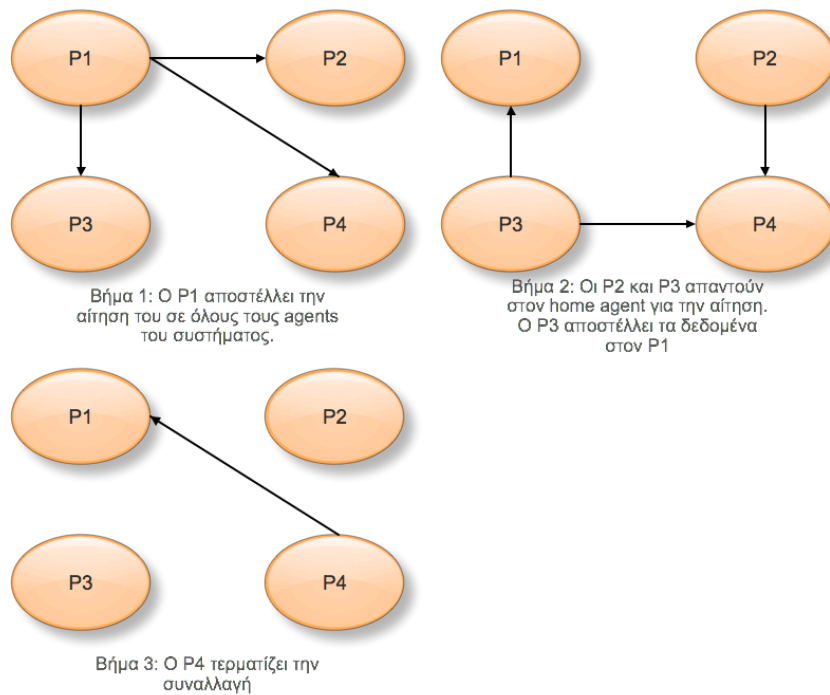 P1
P2
P3
P4
Βήμα 1: Ο P1 αποστέλλει την
αίτηση του σε όλους τους agents
του συστήματος.
P1
P2
P3
P4
Βήμα 2: Οι P2 και P3 απαντούν
στον home agent για την αίτηση.
Ο P3 αποστέλλει τα δεδομένα
στον P1
P1
P2
P3
P4
Βήμα 3: Ο P4 τερματίζει την
συναλλαγή